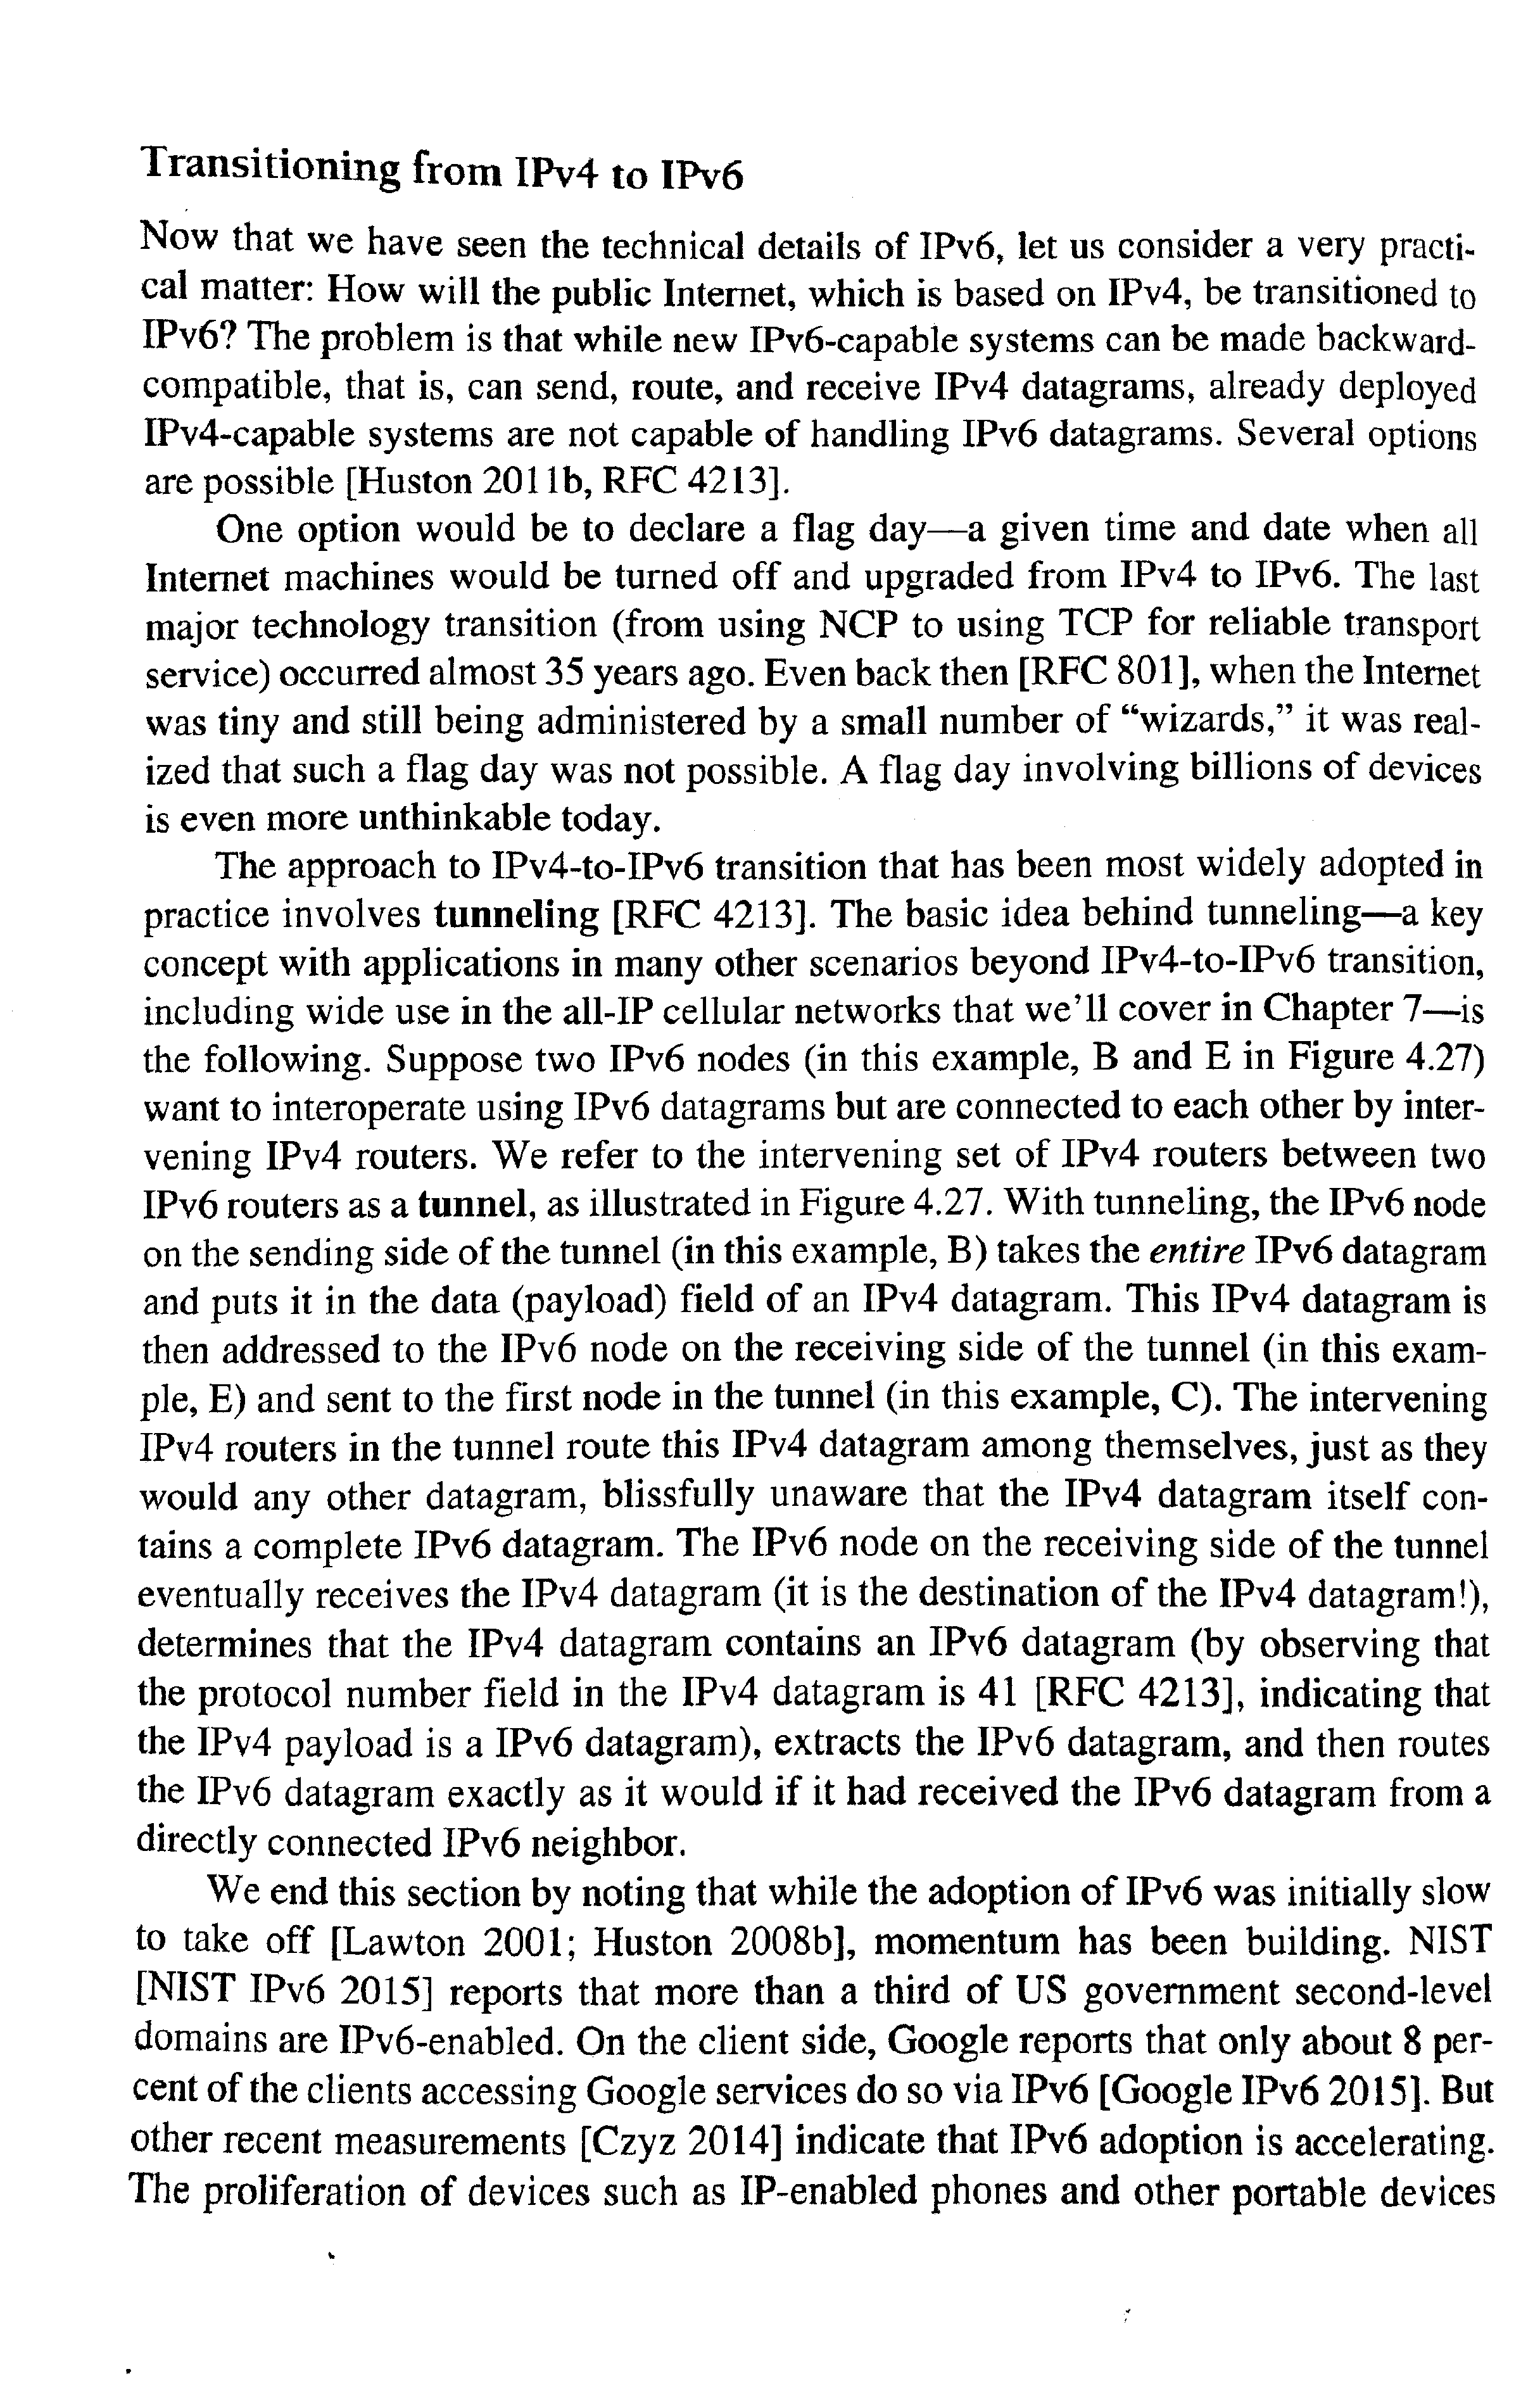 Transitioning from IPv4 to IPv6
Now that we have seen the technical details of IPv6, let us consider a very practi-
cal matter: How will the public Internet, which is based on IPv4, be transitioned to
IPv6? The problem is that while new IPv6-capable systems can be made backward-
compatible, that is, can send, route, and receive IPv4 datagrams, already deployed
IPv4-capable systems are not capable of handling IPv6 datagrams. Several options
are possible [Huston 2011b, RFC 4213].
One option would be to declare a flag day—a given time and date when all
Internet machines would be turned off and upgraded from IPv4 to IPv6. The last
major technology transition (from using NCP to using TCP for reliable transport
service) occurred almost 35 years ago. Even back then [RFC 801], when the Internet
was tiny and still being administered by a small number of “wizards,” it was real-
ized that such a flag day was not possible. A flag day involving billions of devices
is even more unthinkable today.
The approach to IPv4-to-IPv6 transition that has been most widely adopted in
practice involves tunneling [RFC 4213]. The basic idea behind tunneling—a key
concept with applications in many other scenarios beyond IPv4-to-IPv6 transition,
including wide use in the all-IP cellular networks that we’ll cover in Chapter 7—is
the following. Suppose two IPv6 nodes (in this example, B and E in Figure 4.27)
want to interoperate using IPv6 datagrams but are connected to each other by inter-
vening IPv4 routers. We refer to the intervening set of IPv4 routers between two
IPv6 routers as a tunnel, as illustrated in Figure 4.27. With tunneling, the IPv6 node
on the sending side of the tunnel (in this example, B) takes the entire IPv6 datagram
and puts it in the data (payload) field of an IPv4 datagram. This IPv4 datagram is
then addressed to the IPv6 node on the receiving side of the tunnel (in this exam-
ple, E) and sent to the first node in the tunnel (in this example, C). The intervening
IPv4 routers in the tunnel route this IPv4 datagram among themselves, just as they
would any other datagram, blissfully unaware that the IPv4 datagram itself con-
tains a complete IPv6 datagram. The IPv6 node on the receiving side of the tunnel
eventually receives the IPv4 datagram (it is the destination of the IPv4 datagram!),
determines that the IPv4 datagram contains an IPv6 datagram (by observing that
the protocol number field in the IPv4 datagram is 41 [RFC 4213], indicating that
the IPv4 payload is a IPv6 datagram), extracts the IPv6 datagram, and then routes
the IPv6 datagram exactly as it would if it had received the IPv6 datagram from a
directly connected IPv6 neighbor.
We end this section by noting that while the adoption of IPv6 was initially slow
to take off [Lawton 2001; Huston 2008b], momentum has been building. NIST
[NIST IPv6 2015] reports that more than a third of US government second-level
domains are IPv6-enabled. On the client side, Google reports that only about 8 per-
cent of the clients accessing Google services do so via IPv6 [Google IPv6 2015]. But
other recent measurements [Czyz 2014] indicate that IPv6 adoption is accelerating.
The proliferation of devices such as IP-enabled phones and other portable devices